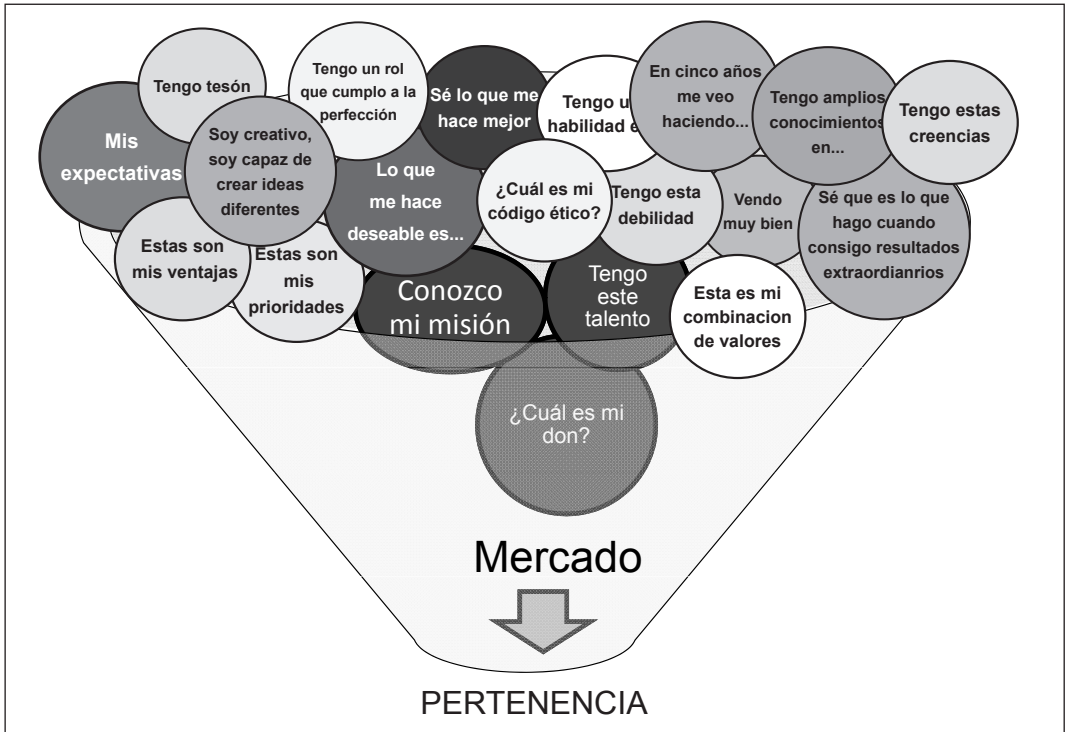 Tengo tesón
Mis
expectativas
Soy creativo,
soy capaz de
crear ideas
diferentes
Tengo un rol
que cumplo a la
perfección
Sé lo que me
hace mejor
Tengo u
habilidad e
En cinco años
me veo
haciendo...
Tengo amplios
conocimientos
en...
Tengo estas
creencias
Estas son
mis ventajas
Estas son
mis
prioridades
Lo que
me hace
deseable es...
¿Cuál es mi
código ético?
Tengo esta
debilidad
Vendo
muy bien
Sé que es lo que
hago cuando
consigo resultados
extraordianrios
Conozco
mi misión
Tengo
este
talento
Esta es mi
combinacion
de valores
¿Cuál es mi
don?
Mercado
PERTENENCIA